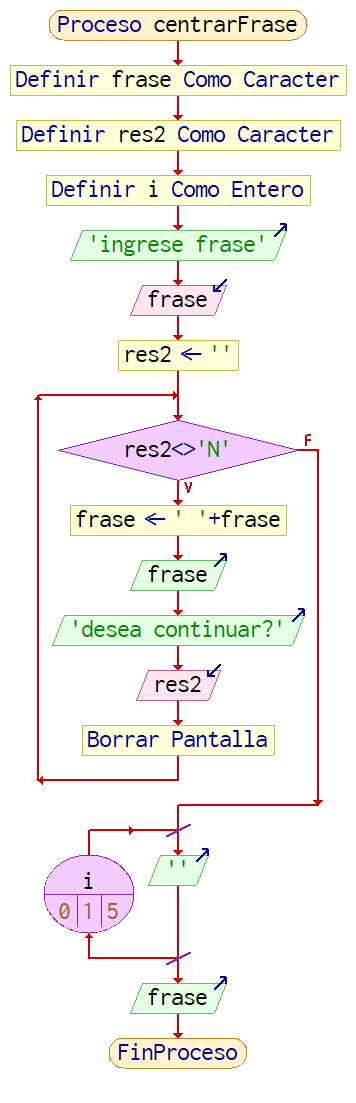 Proceso centrarFrase
Definir frase Como Caracter
Definir res2 Como Caracter
Definir i Como Entero
'ingrese frase'
frase
res2 ← ''
res2<>'N'
F
V
frase ← ' '+frase
frase
'desea continuar?'
res2
Borrar Pantalla
''
i
0 1 5
frase
FinProceso